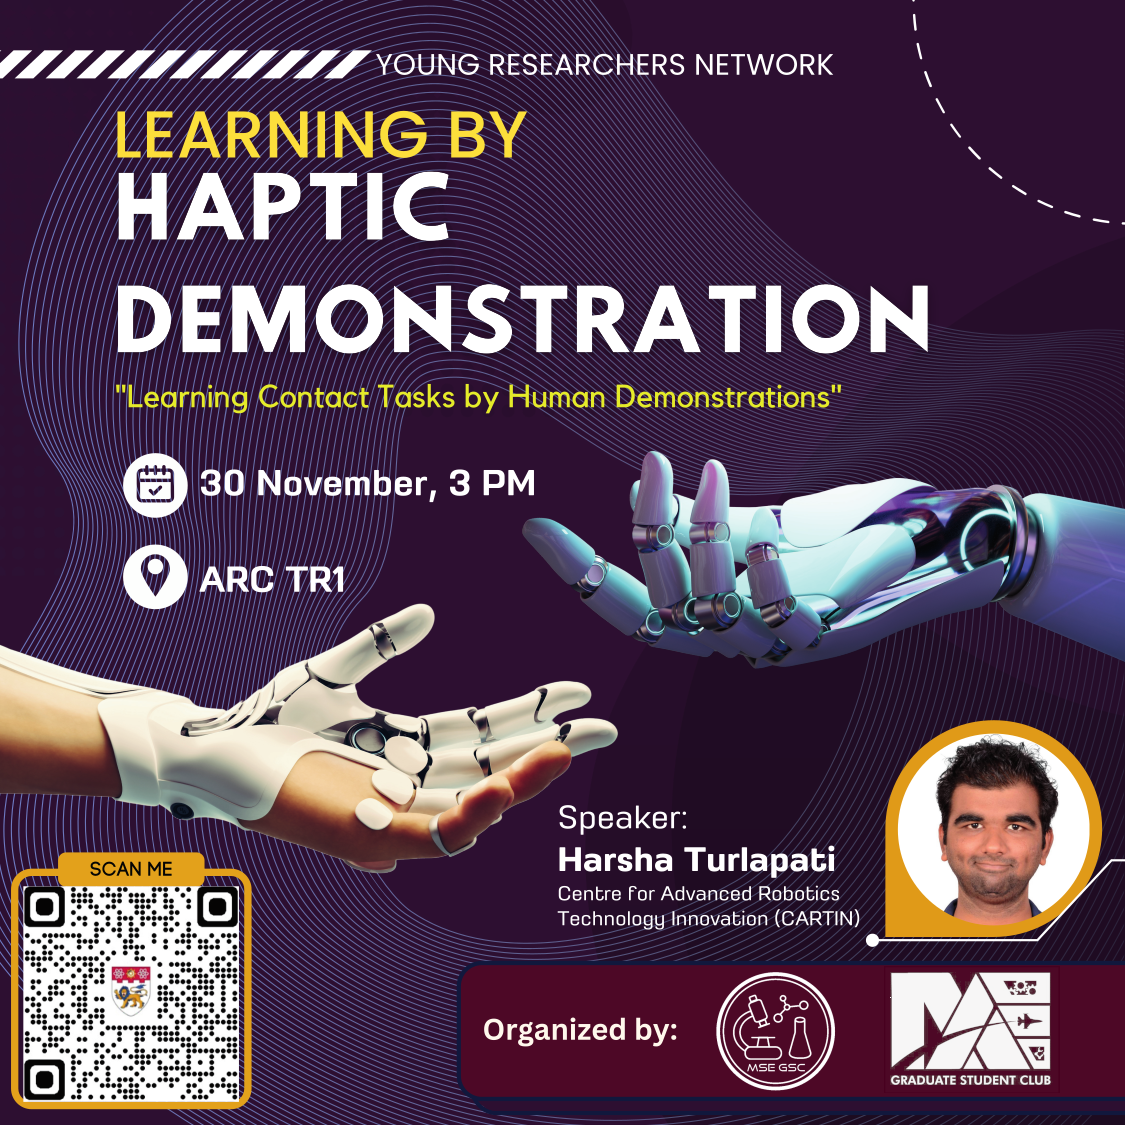 YOUNG RESEARCHERS NETWORK
LEARNING BY
HAPTIC
DEMONSTRATION
"Learning Contact Tasks by Human Demonstrations"
30 November, 3 PM
ARC TR1
Speaker:
Harsha Turlapati
Centre for Advanced Robotics
Technology Innovation (CARTIN)
SCAN ME
Organized by:
MSE GSC
MAE
GRADUATE STUDENT CLUB